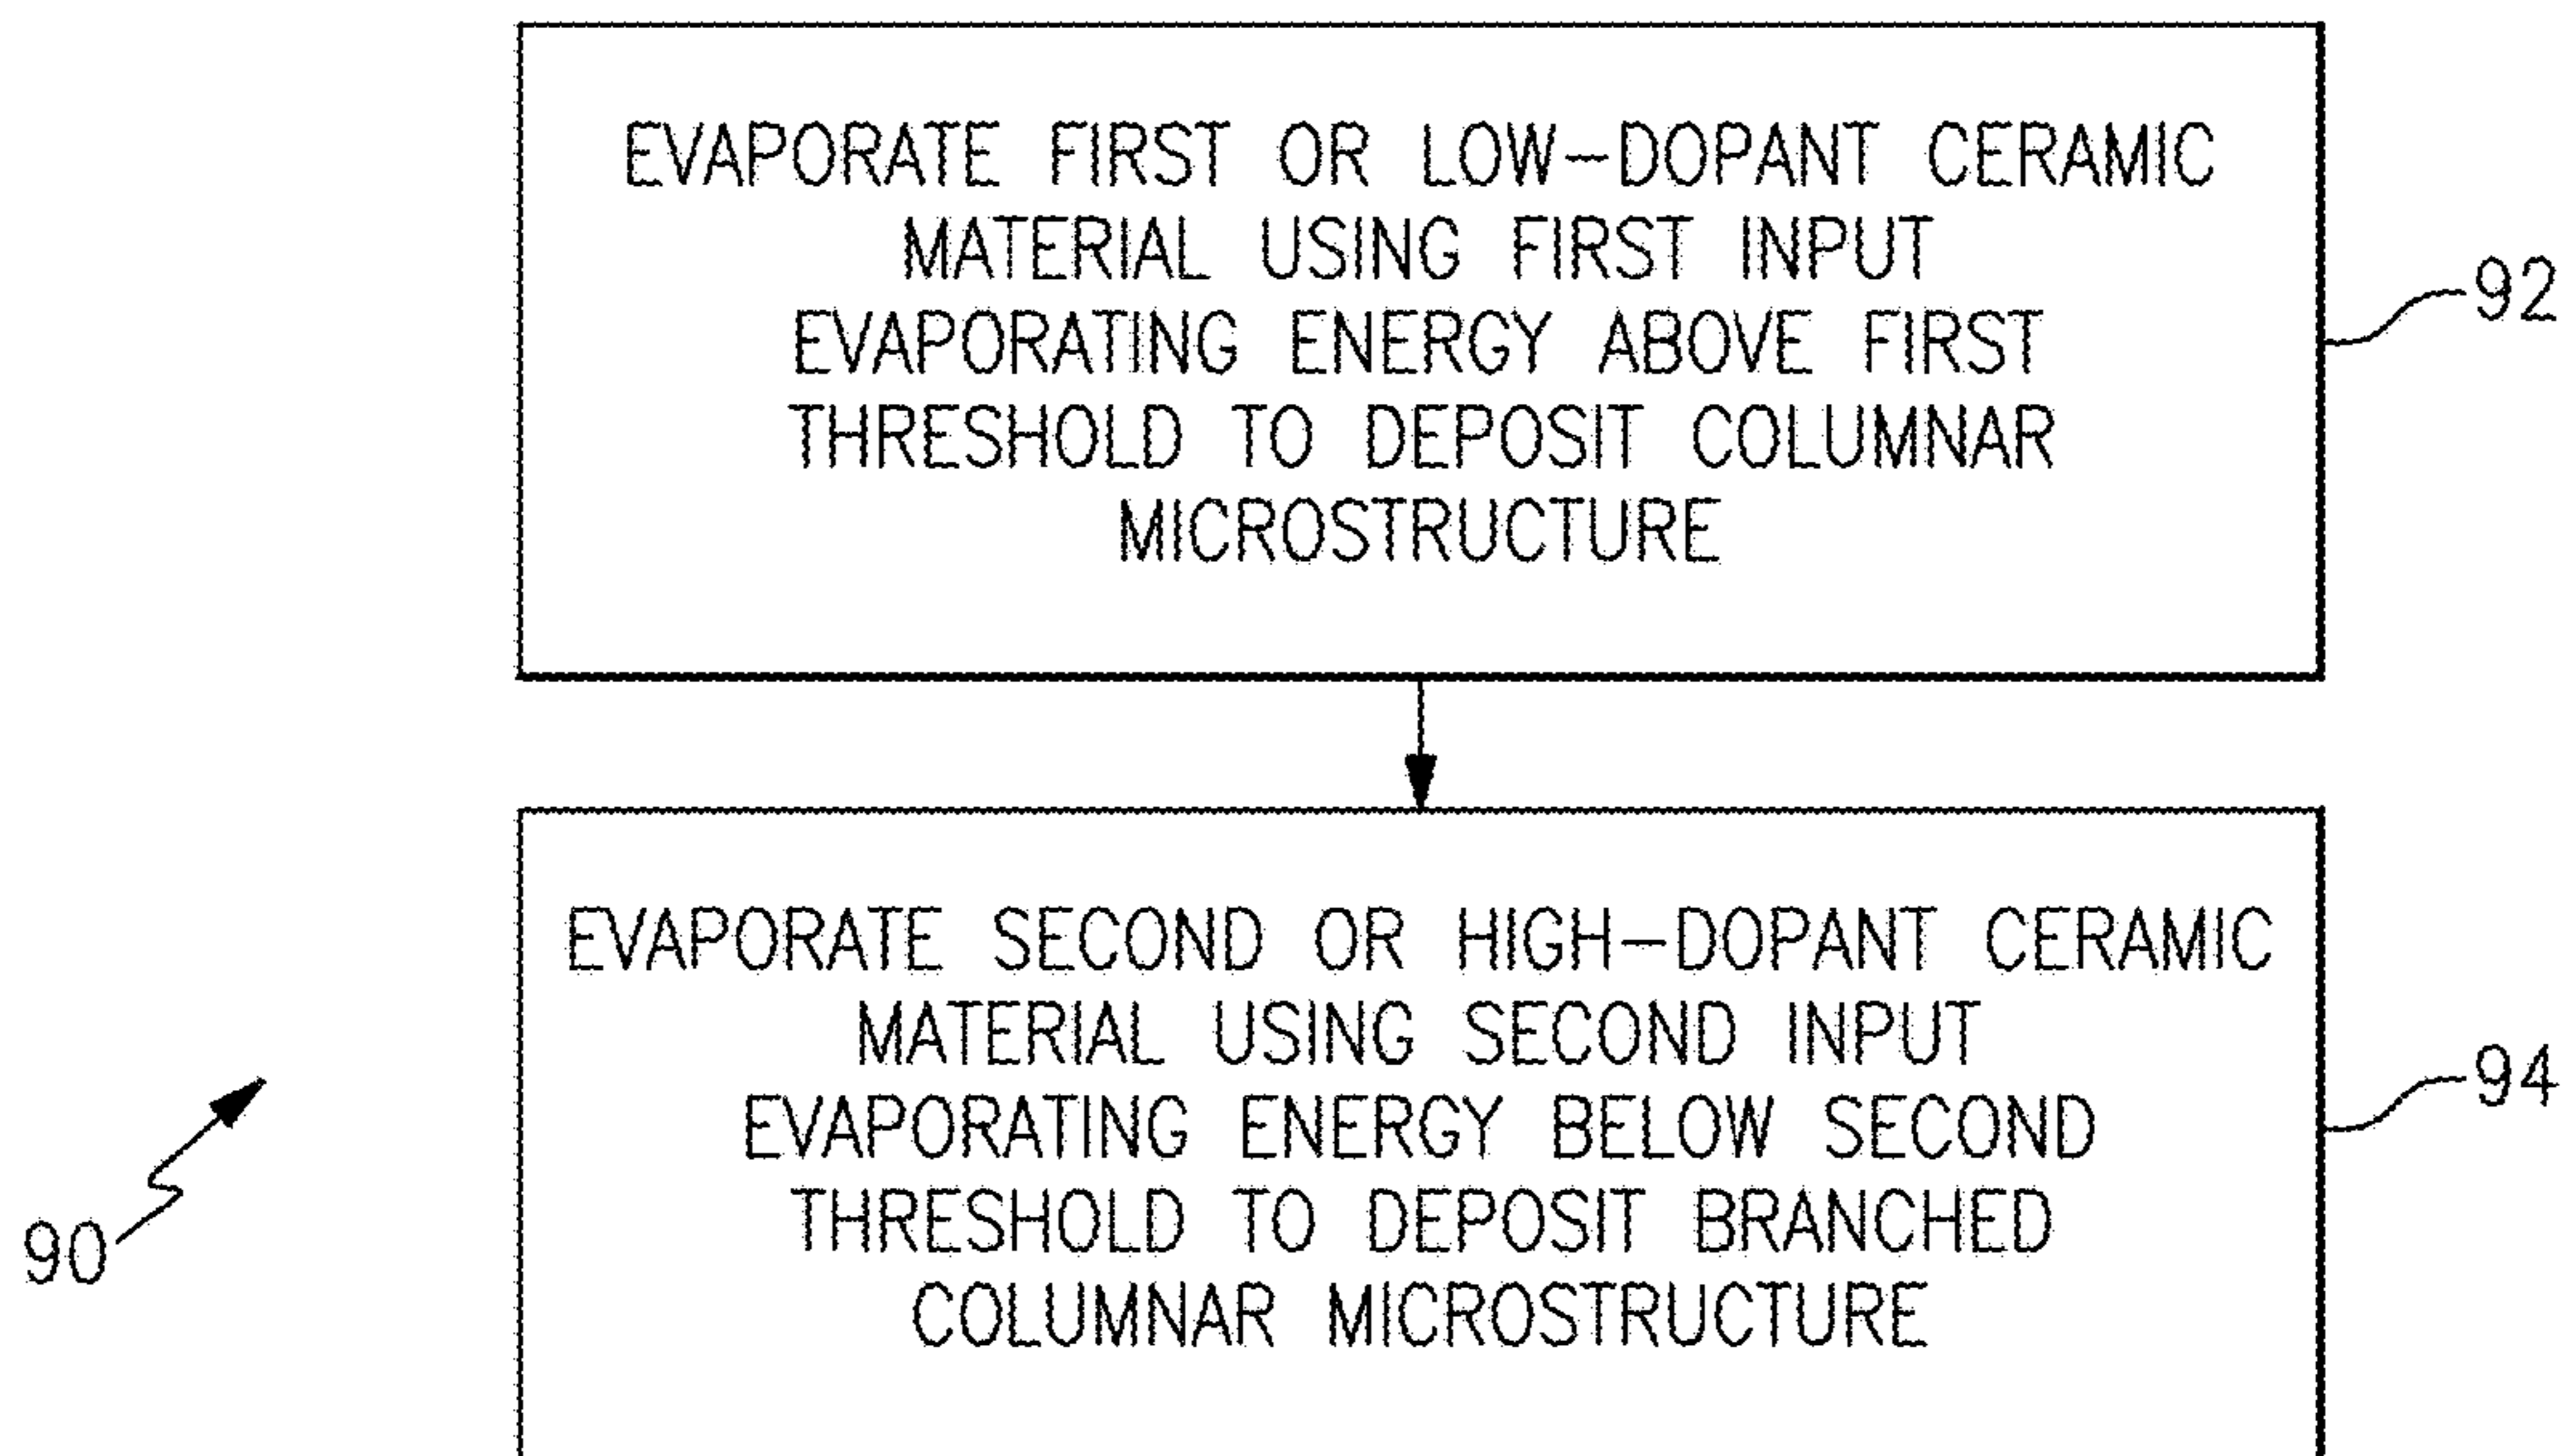 EVAPORATE FIRST OR LOW-DOPANT CERAMIC
MATERIAL USING FIRST INPUT
EVAPORATING ENERGY ABOVE FIRST
THRESHOLD TO DEPOSIT COLUMNAR
MICROSTRUCTURE
92
EVAPORATE SECOND OR HIGH-DOPANT CERAMIC
MATERIAL USING SECOND INPUT
EVAPORATING ENERGY BELOW SECOND
THRESHOLD TO DEPOSIT BRANCHED
COLUMNAR MICROSTRUCTURE
94
90